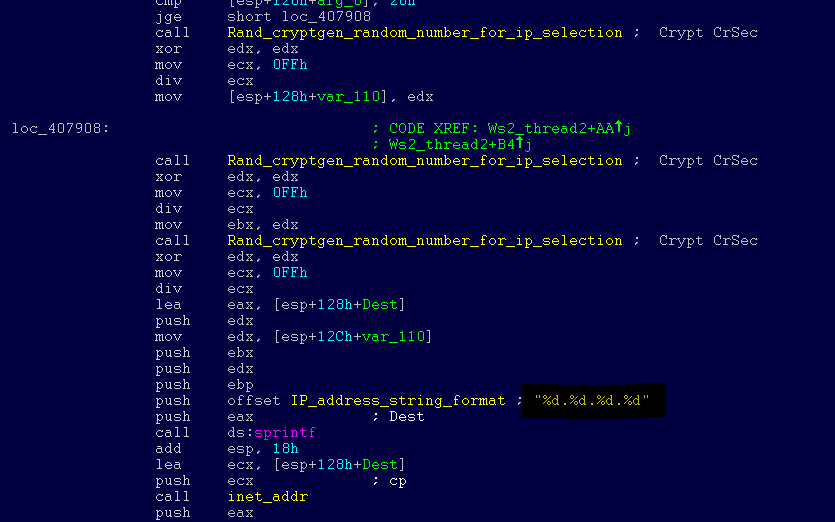 cmp [esp+128h+arg_0], 20h
jge short loc_407908
call Rand_cryptgen_random_number_for_ip_selection ; Crypt CrSec
xor edx, edx
mov ecx, 0FFh
div ecx
mov [esp+128h+var_110], edx
loc_407908: ; CODE XREF: Ws2_thread2+AA↑j
; Ws2_thread2+B4↑j
call Rand_cryptgen_random_number_for_ip_selection ; Crypt CrSec
xor edx, edx
mov ecx, 0FFh
div ecx
mov ebx, edx
call Rand_cryptgen_random_number_for_ip_selection ; Crypt CrSec
xor edx, edx
mov ecx, 0FFh
div ecx
lea eax, [esp+128h+Dest]
push edx
mov edx, [esp+12Ch+var_110]
push ebx
push edx
push ebp
push offset IP_address_string_format ; "%d.%d.%d.%d"
push eax ; Dest
call ds:sprintf
add esp, 18h
lea ecx, [esp+128h+Dest]
push ecx ; cp
call inet_addr
push eax